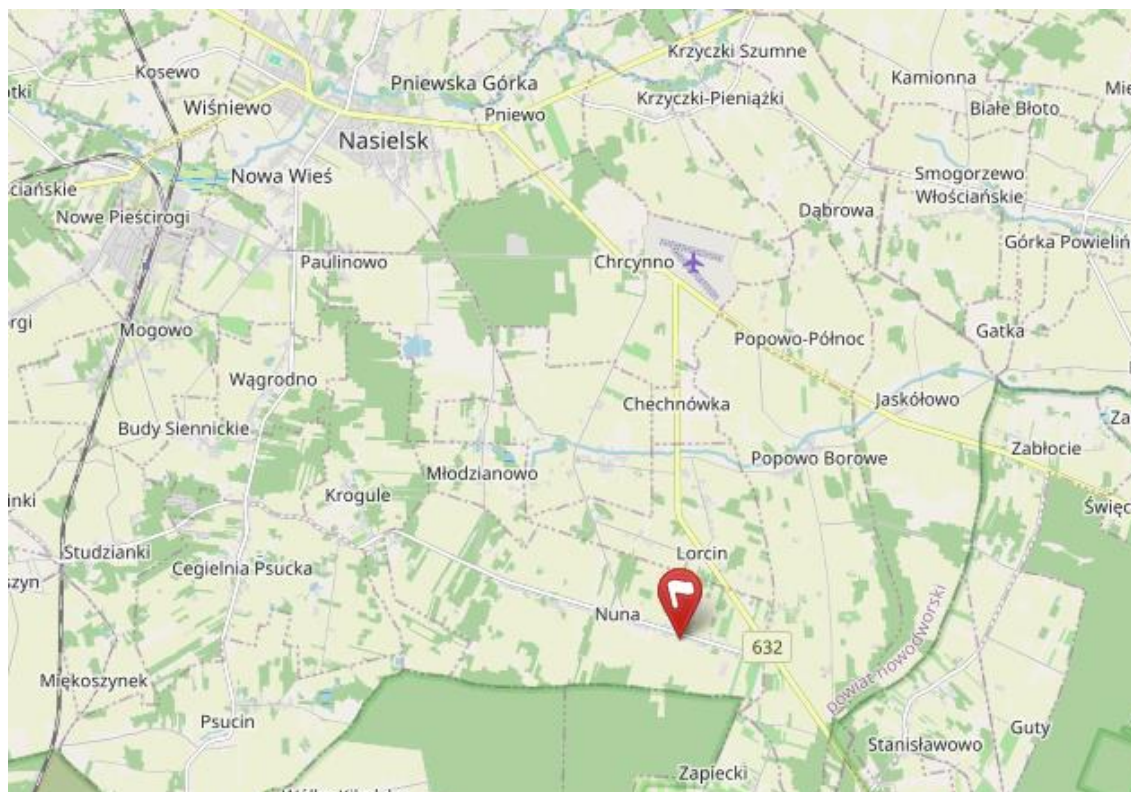 Krzyczki Szumne
Kosewo
Pniewska Górka
Kamionna
Krzyczki-Pieniążki
Wiśniewo
Pniewo
Białe Błoto
Nasielsk
Nowa Wieś
Smogorzewo
Włościańskie
Nowe Pieścirogi
Dąbrowa
Paulinowo
Chrcynno
Mogowo
Popowo-Północ
Gatka
Wągrodno
Chechnówka
Jaskółowo
Budy Siennickie
Młodzianowo
Popowo Borowe
Zabłocie
Krogule
Studzianki
Cegielnia Psucka
Lorcin
Nuna
632
powiat nowodworski
Miękoszynek
Psucin
Guty
Stanisławowo
Zapiecki